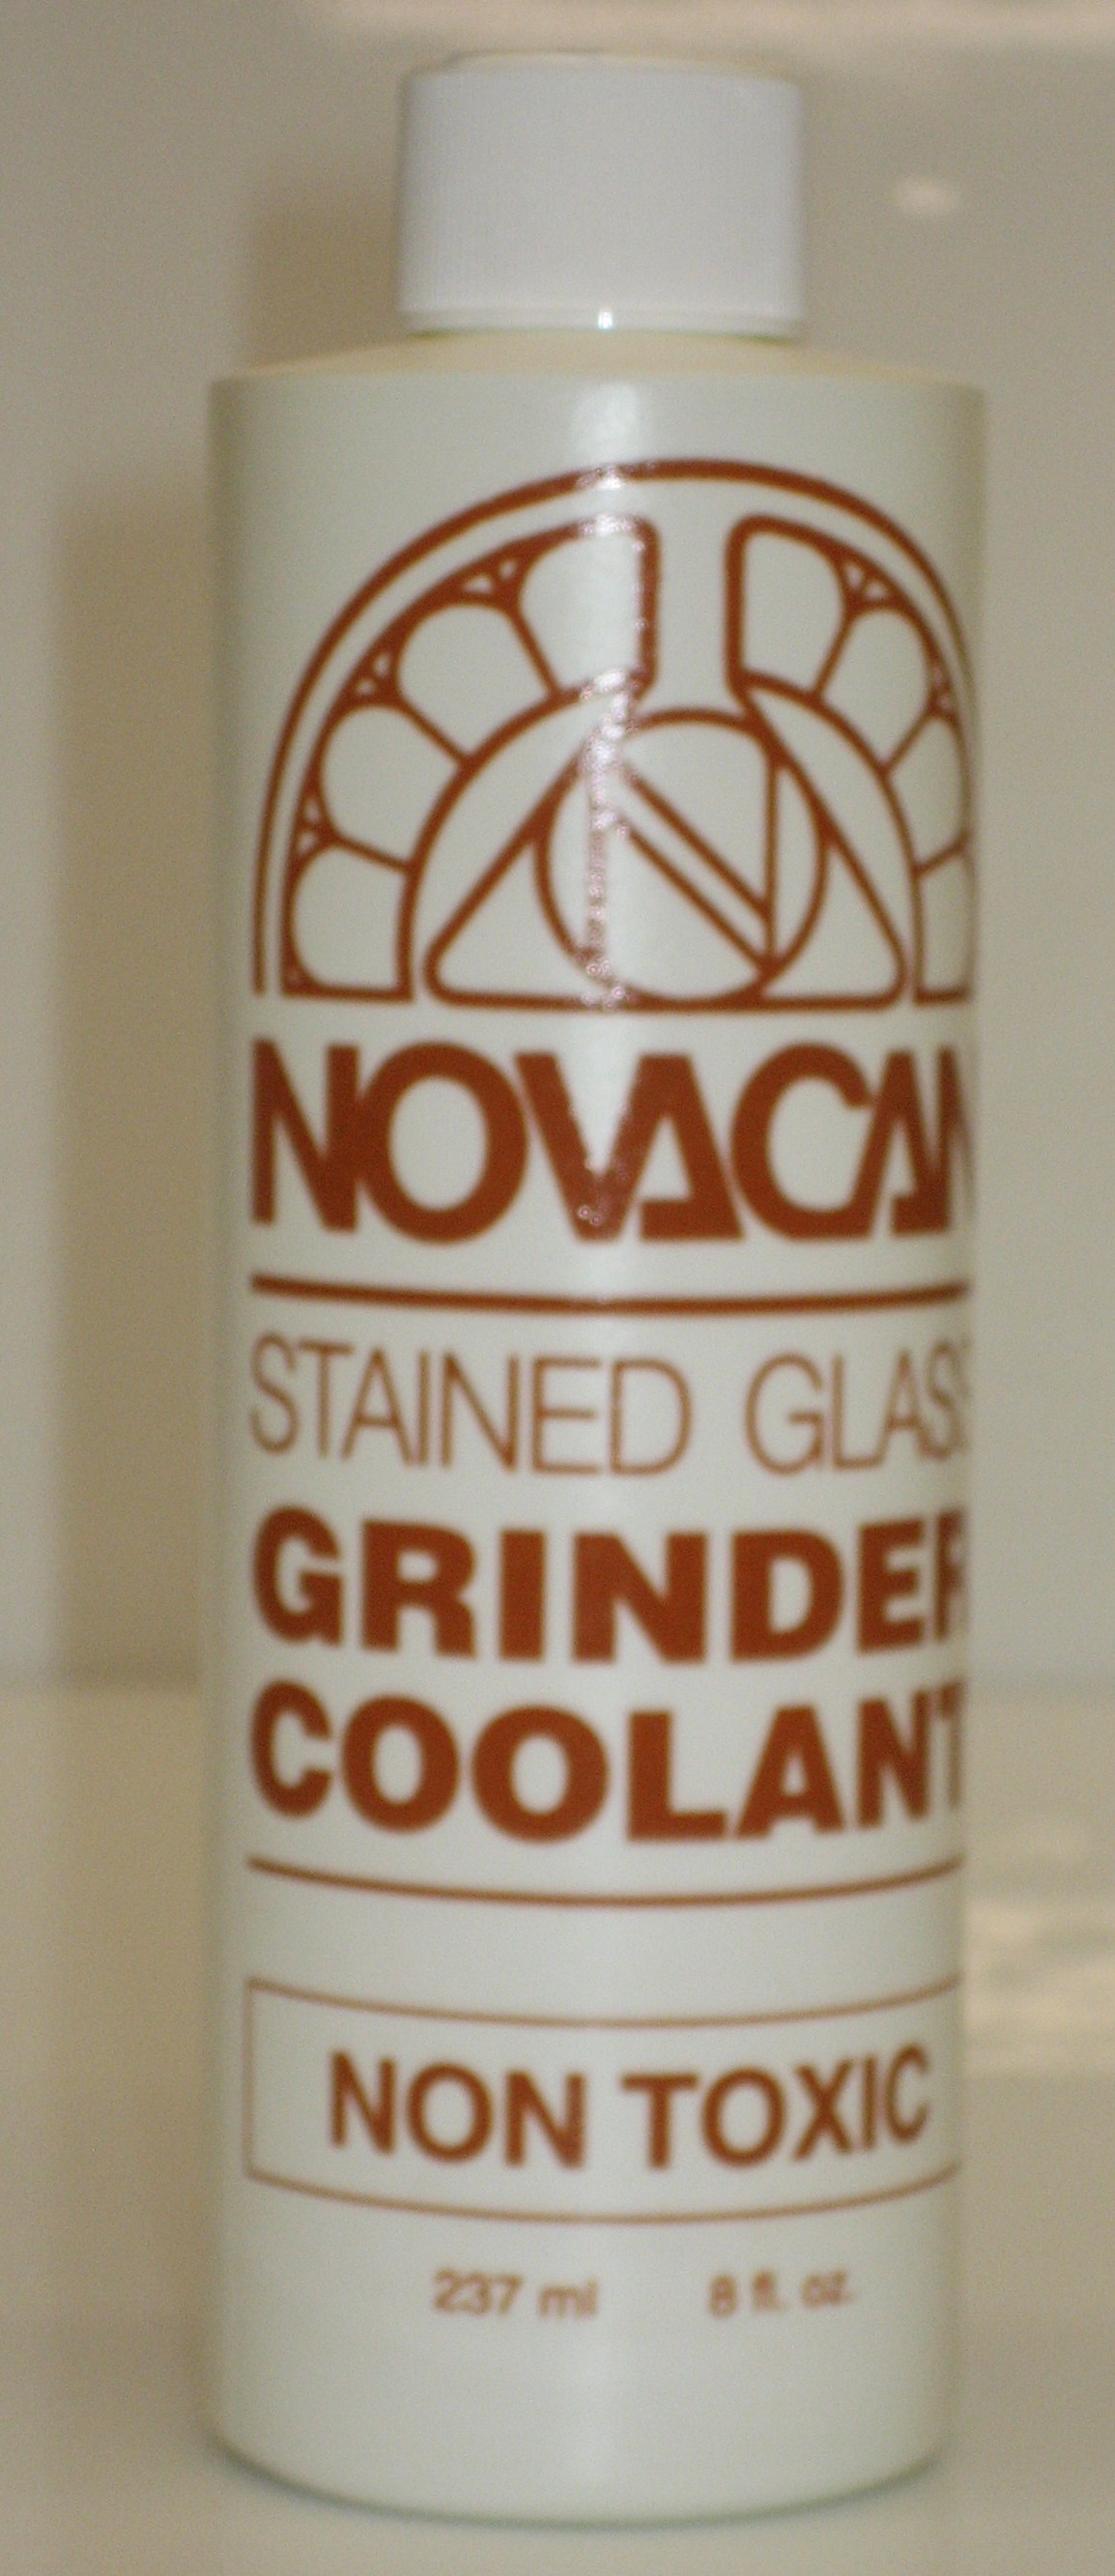 NOVACAN
STAINED GLASS
GRINDER
COOLANT
NON TOXIC
237 ml 8 fl. oz.